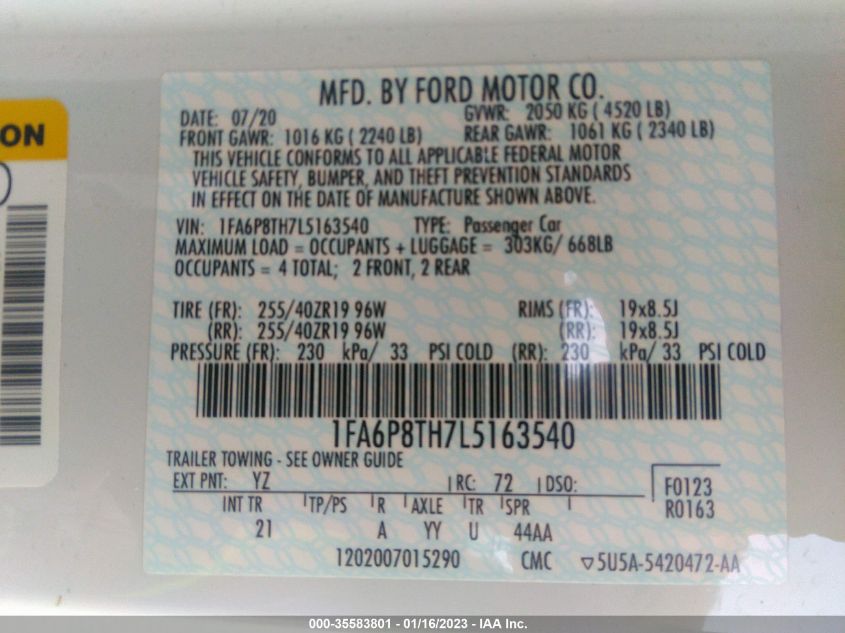 ON
MFD. BY FORD MOTOR CO.
DATE: 07/20 GVWR: 2050 KG ( 4520 LB)
FRONT GAWR: 1016 KG ( 2240 LB) REAR GAWR: 1061 KG ( 2340 LB)
THIS VEHICLE CONFORMS TO ALL APPLICABLE FEDERAL MOTOR
VEHICLE SAFETY, BUMPER, AND THEFT PREVENTION STANDARDS
IN EFFECT ON THE DATE OF MANUFACTURE SHOWN ABOVE.
VIN: 1FA6P8TH7L5163540 TYPE: Passenger Car
MAXIMUM LOAD = OCCUPANTS + LUGGAGE = 303KG/ 668LB
OCCUPANTS = 4 TOTAL; 2 FRONT, 2 REAR
TIRE (FR): 255/40ZR19 96W RIMS (FR): 19x8.5J
(RR): 255/40ZR19 96W (RR): 19x8.5J
PRESSURE (FR): 230 kPa/ 33 PSI COLD (RR): 230 kPa/ 33 PSI COLD
1FA6P8TH7L5163540
TRAILER TOWING - SEE OWNER GUIDE
EXT PNT: YZ RC: 72 DSO: F0123
INT TR TP/PS R AXLE TR SPR R0163
21 A YY U 44AA
1202007015290 CMC 5U5A-5420472-AA
000-35583801 - 01/16/2023 - IAA Inc.